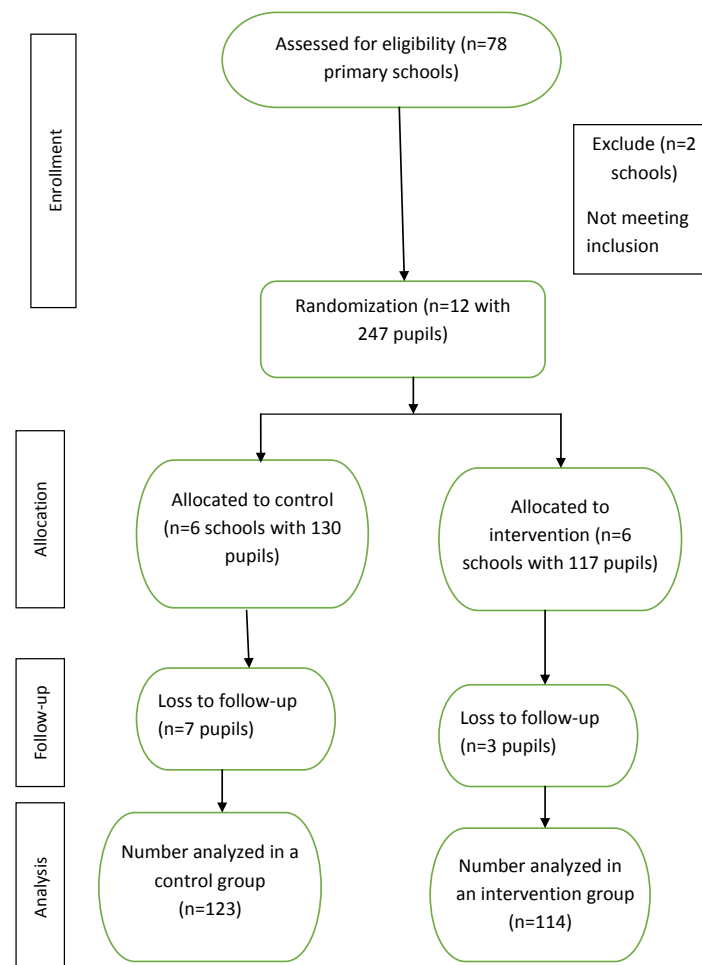 Assessed for eligibility (n=78
primary schools)
Enrollment
Exclude (n=2
schools)
Not meeting
inclusion
Randomization (n=12 with
247 pupils)
Allocation
Allocated to control
(n=6 schools with 130
pupils)
Allocated to
intervention (n=6
schools with 117 pupils)
Follow-up
Loss to follow-up
(n=7 pupils)
Loss to follow-up
(n=3 pupils)
Analysis
Number analyzed in a
control group
(n=123)
Number analyzed in
an intervention group
(n=114)